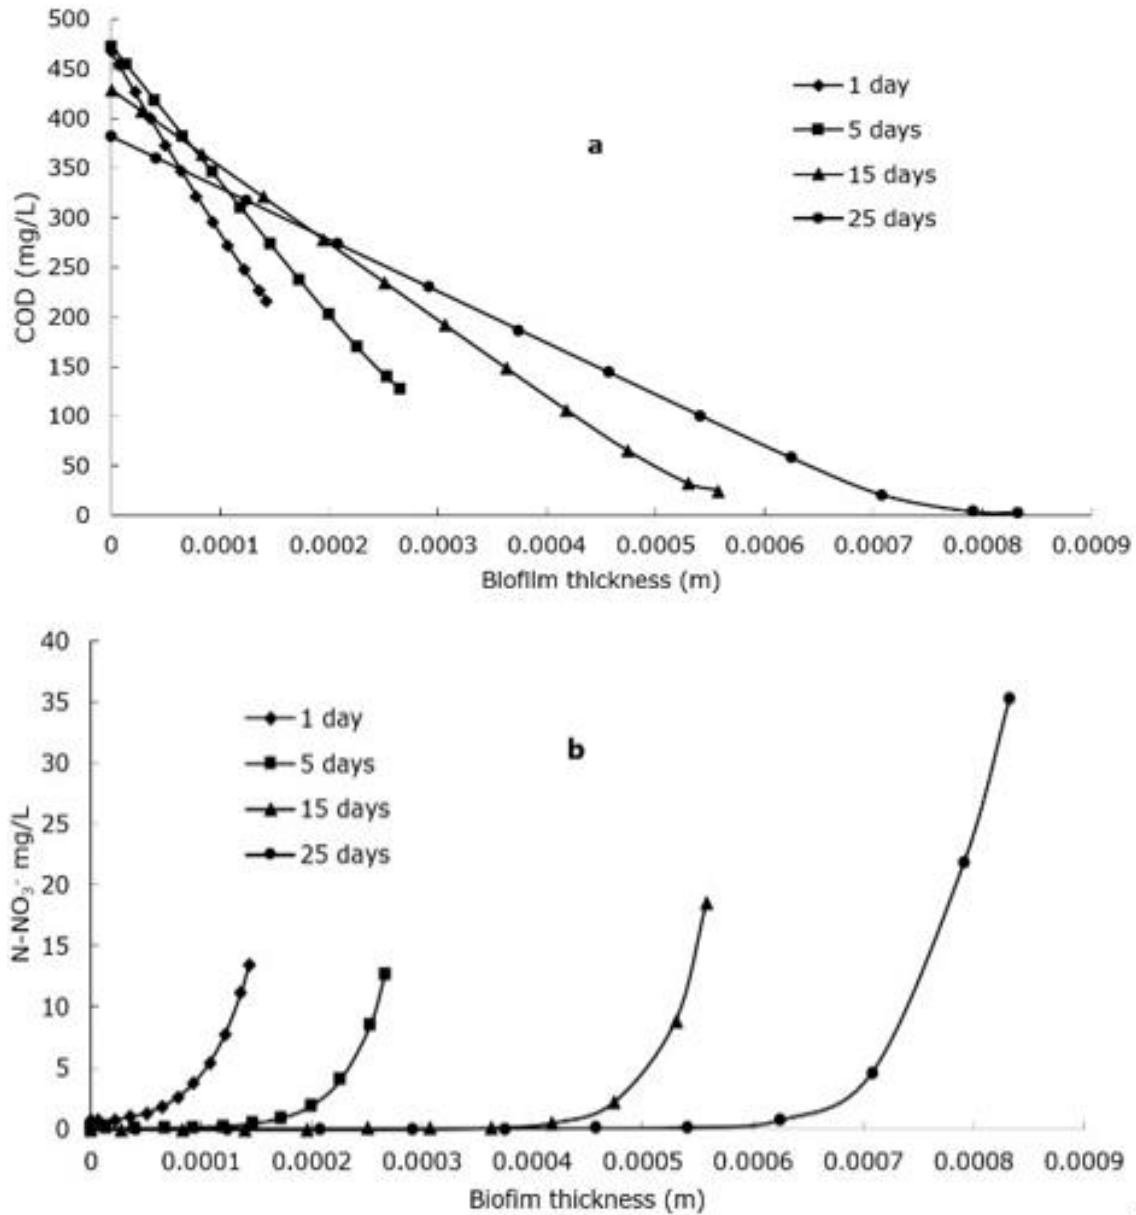 500
450
400
350
300
250
200
150
100
50
0
COD (mg/L)
a
1 day
5 days
15 days
25 days
0 0.0001 0.0002 0.0003 0.0004 0.0005 0.0006 0.0007 0.0008 0.0009
Biofilm thickness (m)
40
35
30
25
20
15
10
5
0
N-NO₃⁻ mg/L
b
1 day
5 days
15 days
25 days
0 0.0001 0.0002 0.0003 0.0004 0.0005 0.0006 0.0007 0.0008 0.0009
Biofim thickness (m)